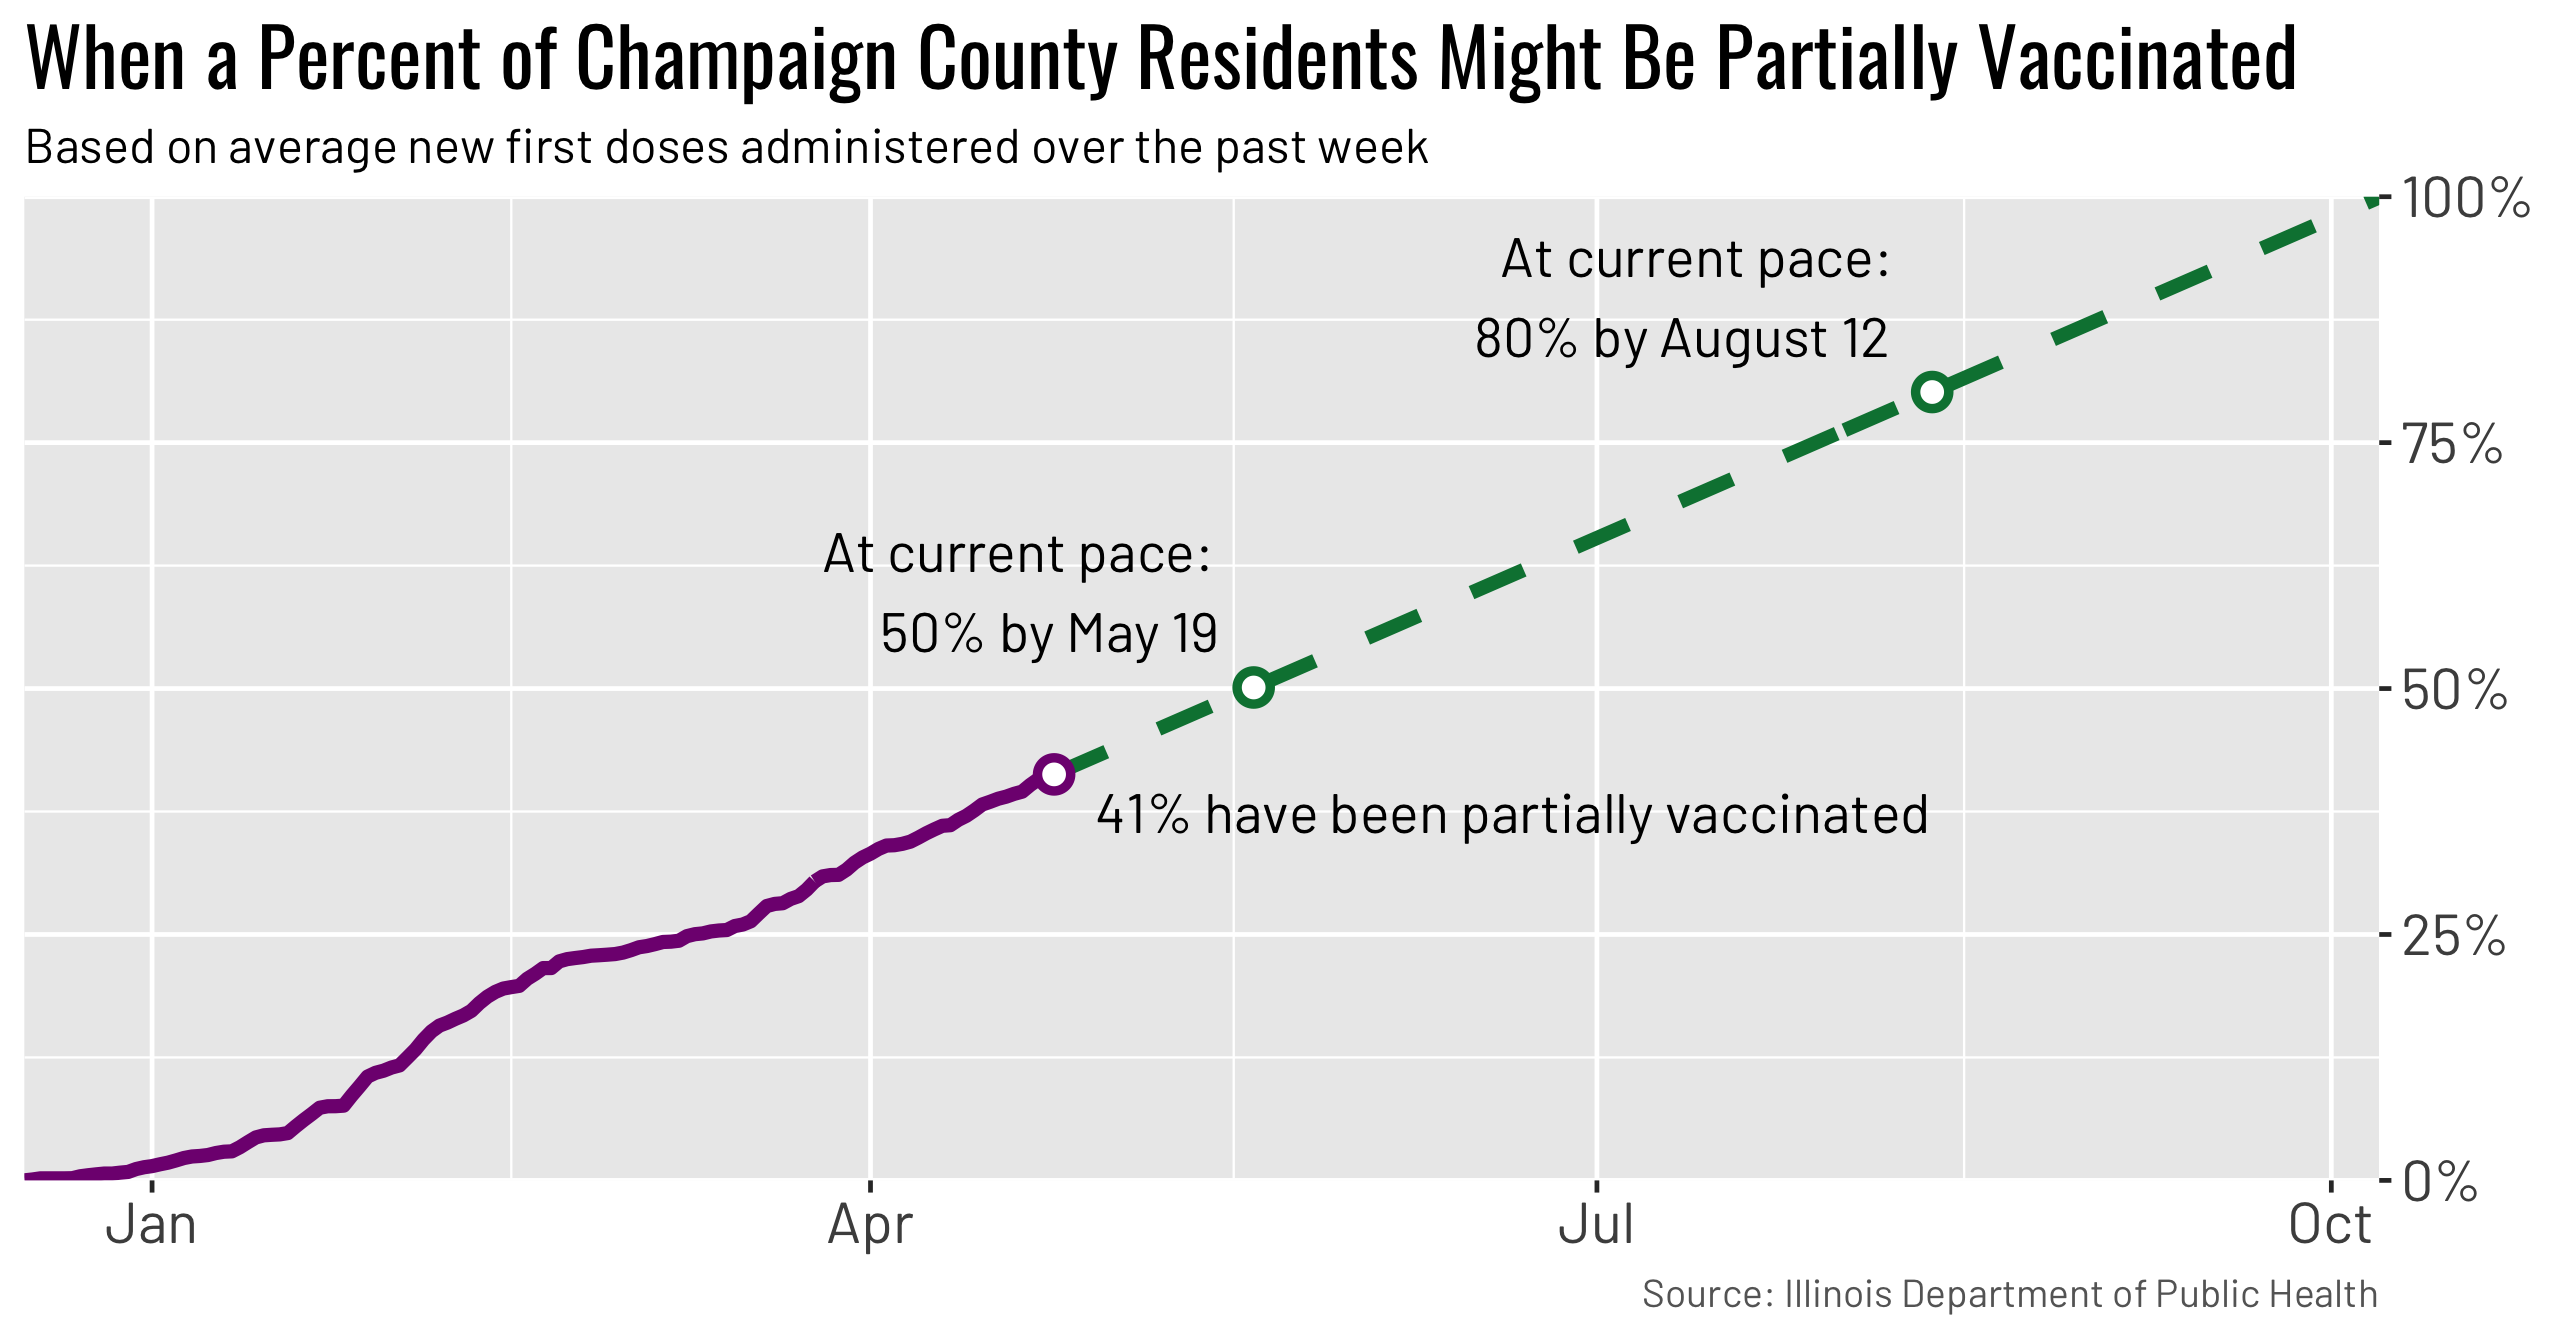 When a Percent of Champaign County Residents Might Be Partially Vaccinated
Based on average new first doses administered over the past week
100%
At current pace:
80% by August 12
75%
At current pace:
50% by May 19
50%
41% have been partially vaccinated
25%
0%
Jan
Apr
Jul
Oct
Source: Illinois Department of Public Health